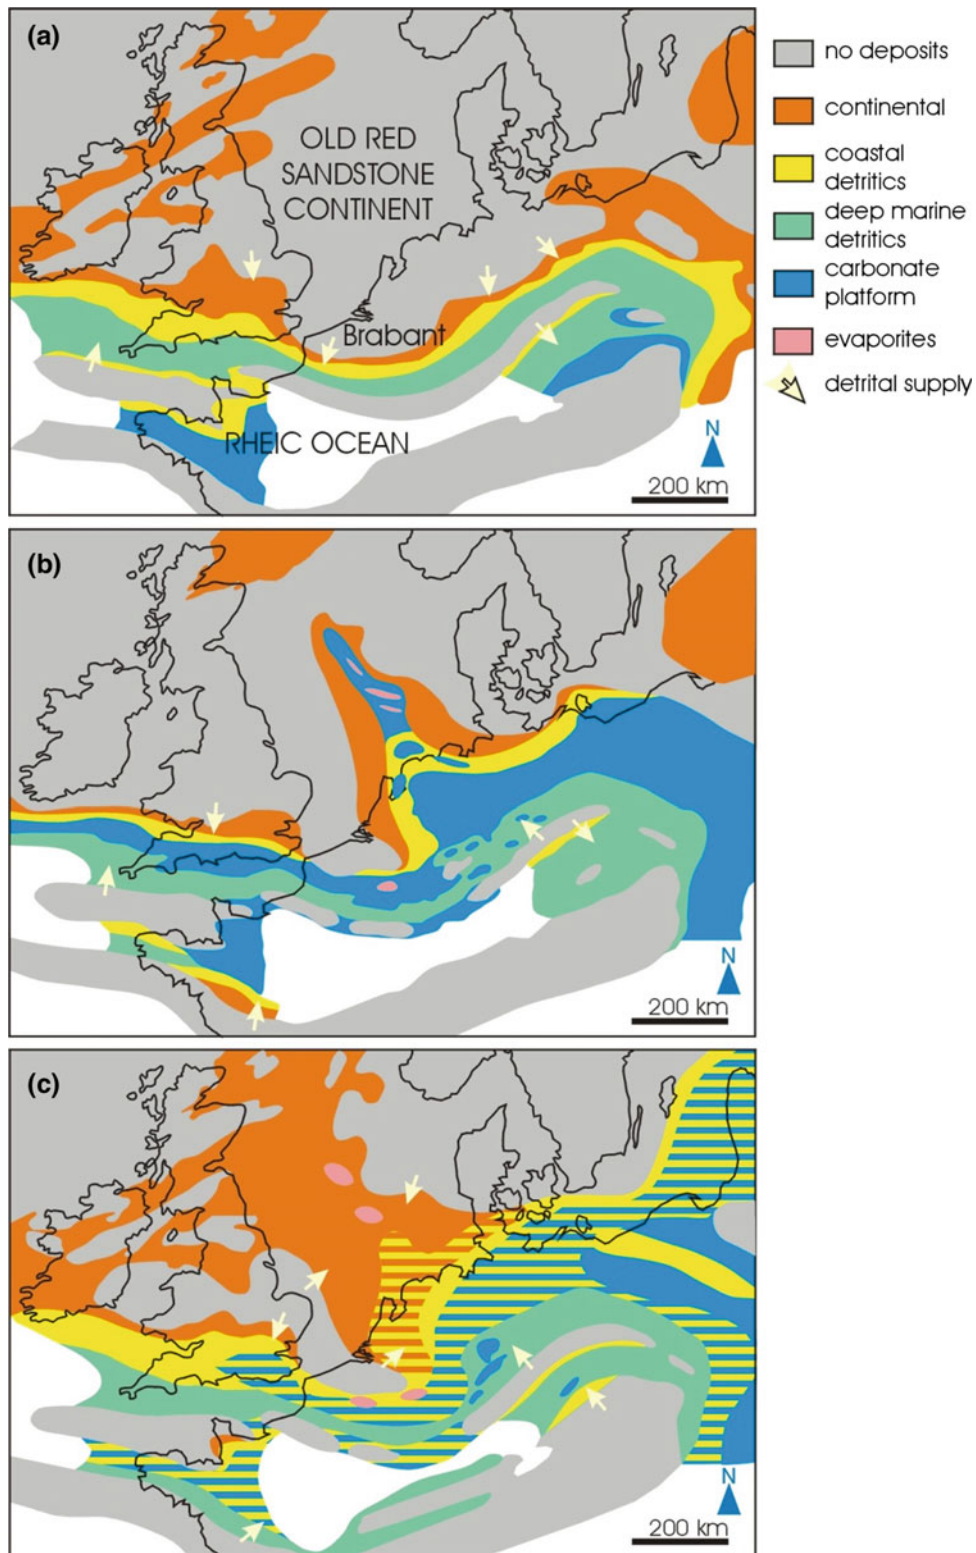 (a)
OLD RED
SANDSTONE
CONTINENT
Brabant
RHEIC OCEAN
N
200 km
no deposits
continental
coastal
detritics
deep marine
detritics
carbonate
platform
evaporites
detrital supply
(b)
N
200 km
(c)
N
200 km